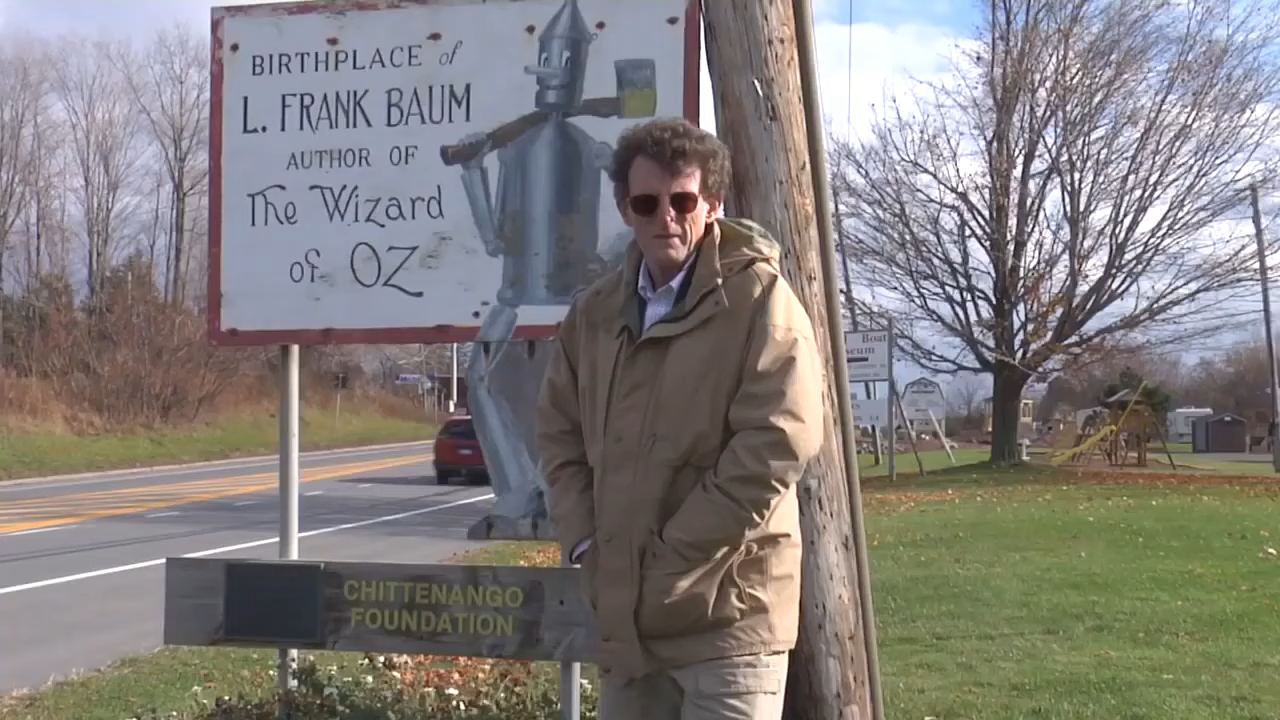 BIRTHPLACE of
L. FRANK BAUM
AUTHOR OF
The Wizard
of OZ
CHITTENANGO
FOUNDATION
Boat